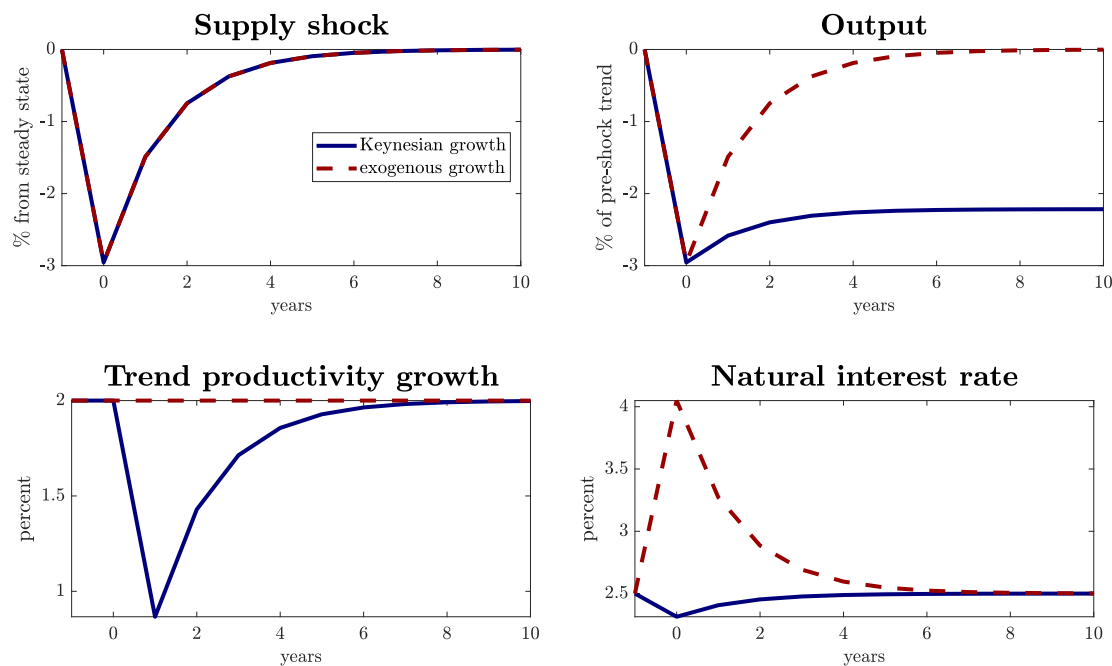 Supply shock
% from steady state
0
-1
-2
-3
Keynesian growth
exogenous growth
0 2 4 6 8 10
years
Output
% of pre-shock trend
0
-1
-2
-3
0 2 4 6 8 10
years
Trend productivity growth
percent
2
1.5
1
0 2 4 6 8 10
years
Natural interest rate
percent
4
3.5
3
2.5
0 2 4 6 8 10
years